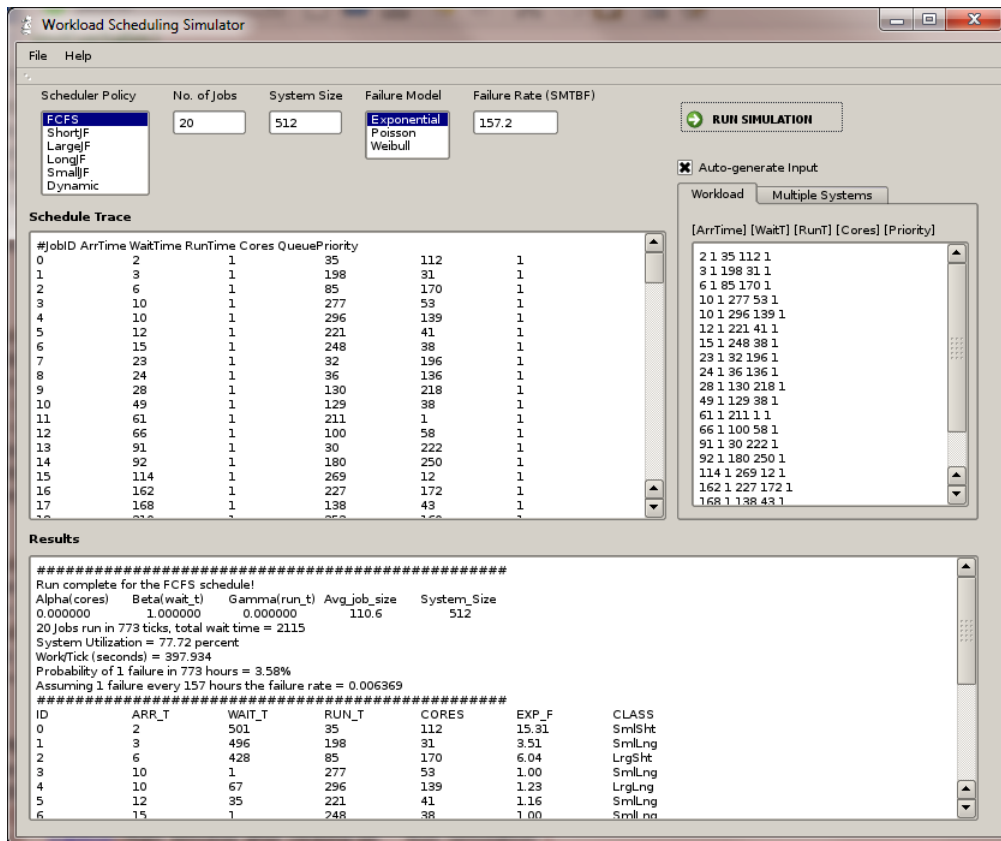 Workload Scheduling Simulator
File Help
Scheduler Policy No. of Jobs System Size Failure Model Failure Rate (SMTBF)
FCFS
ShortJF
LargeJF
LongJF
SmallJF
Dynamic
20
512
Exponential
Poisson
Weibull
157.2
RUN SIMULATION
Auto-generate Input
Workload Multiple Systems
[ArrTime] [WaitT] [RunT] [Cores] [Priority]
2 1 35 112 1
3 1 198 31 1
6 1 85 170 1
10 1 277 53 1
10 1 296 139 1
12 1 221 41 1
15 1 248 38 1
23 1 32 196 1
24 1 36 136 1
28 1 130 218 1
49 1 129 38 1
61 1 211 1 1
66 1 100 58 1
91 1 30 222 1
92 1 180 250 1
114 1 269 12 1
162 1 227 172 1
168 1 138 43 1
Schedule Trace
#JobID ArrTime WaitTime RunTime Cores QueuePriority
0 2 1 35 112 1
1 3 1 198 31 1
2 6 1 85 170 1
3 10 1 277 53 1
4 10 1 296 139 1
5 12 1 221 41 1
6 15 1 248 38 1
7 23 1 32 196 1
8 24 1 36 136 1
9 28 1 130 218 1
10 49 1 129 38 1
11 61 1 211 1 1
12 66 1 100 58 1
13 91 1 30 222 1
14 92 1 180 250 1
15 114 1 269 12 1
16 162 1 227 172 1
17 168 1 138 43 1
Results
##################################################
Run complete for the FCFS schedule!
Alpha(cores) Beta(wait_t) Gamma(run_t) Avg_job_size System_Size
0.000000 1.000000 0.000000 110.6 512
20 Jobs run in 773 ticks, total wait time = 2115
System Utilization = 77.72 percent
Work/Tick (seconds) = 397.934
Probability of 1 failure in 773 hours = 3.58%
Assuming 1 failure every 157 hours the failure rate = 0.006369
##################################################
ID ARR_T WAIT_T RUN_T CORES EXP_F CLASS
0 2 501 35 112 15.31 SmlSht
1 3 496 198 31 3.51 SmlLng
2 6 428 85 170 6.04 LrgSht
3 10 1 277 53 1.00 SmlLng
4 10 67 296 139 1.23 LrgLng
5 12 35 221 41 1.16 SmlLng
6 15 1 248 38 1.00 SmlLng